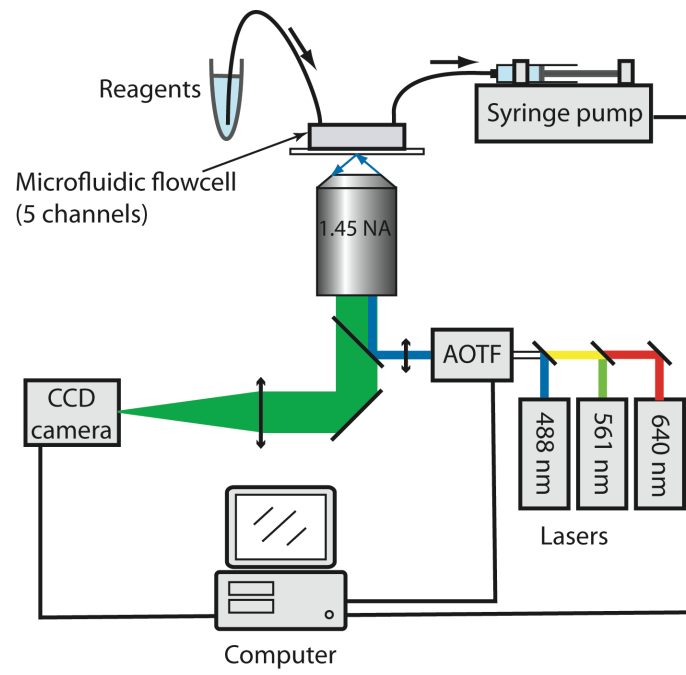 Reagents
Syringe pump
Microfluidic flowcell
(5 channels)
1.45 NA
AOTF
CCD
camera
488 nm
561 nm
640 nm
Lasers
Computer